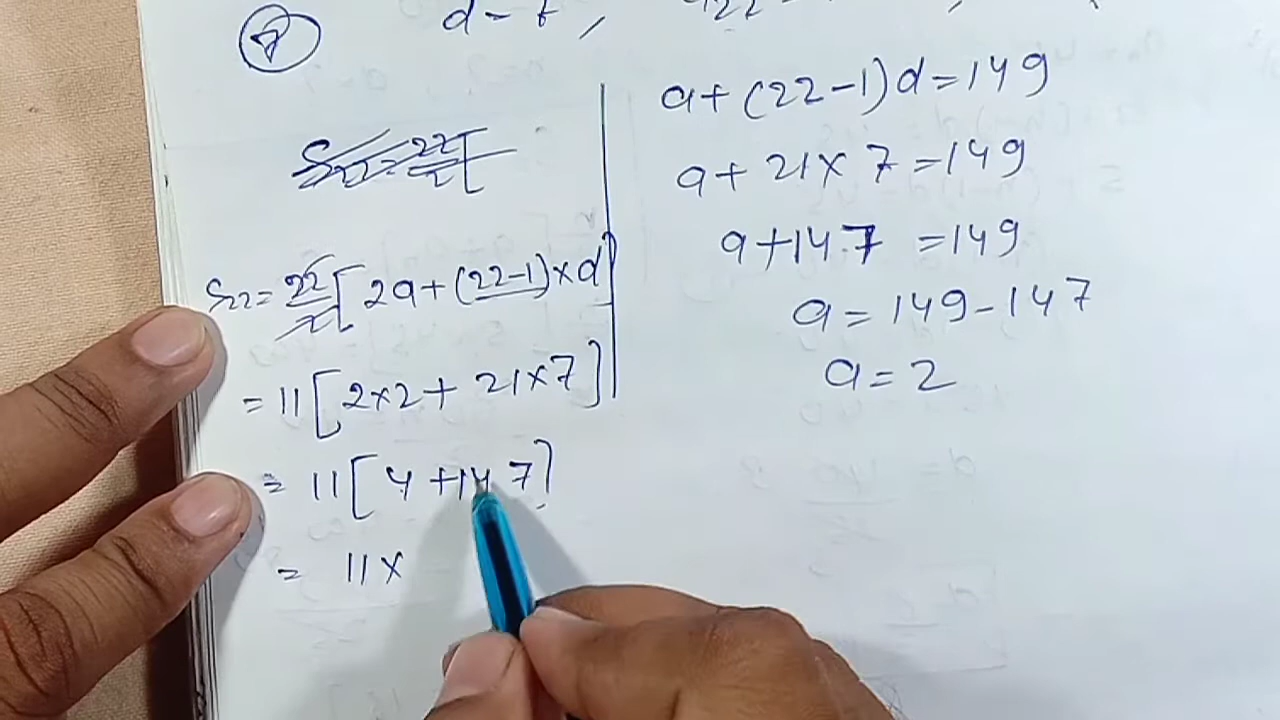 7
d = 7,
S22 = 22/2 [
S22 = 22/2 [ 2a + (22-1) × d
= 11 [ 2×2 + 21×7 ]
= 11 [ 4 + 147 ]
= 11 ×
a + (22-1) d = 149
a + 21 × 7 = 149
a + 147 = 149
a = 149 - 147
a = 2